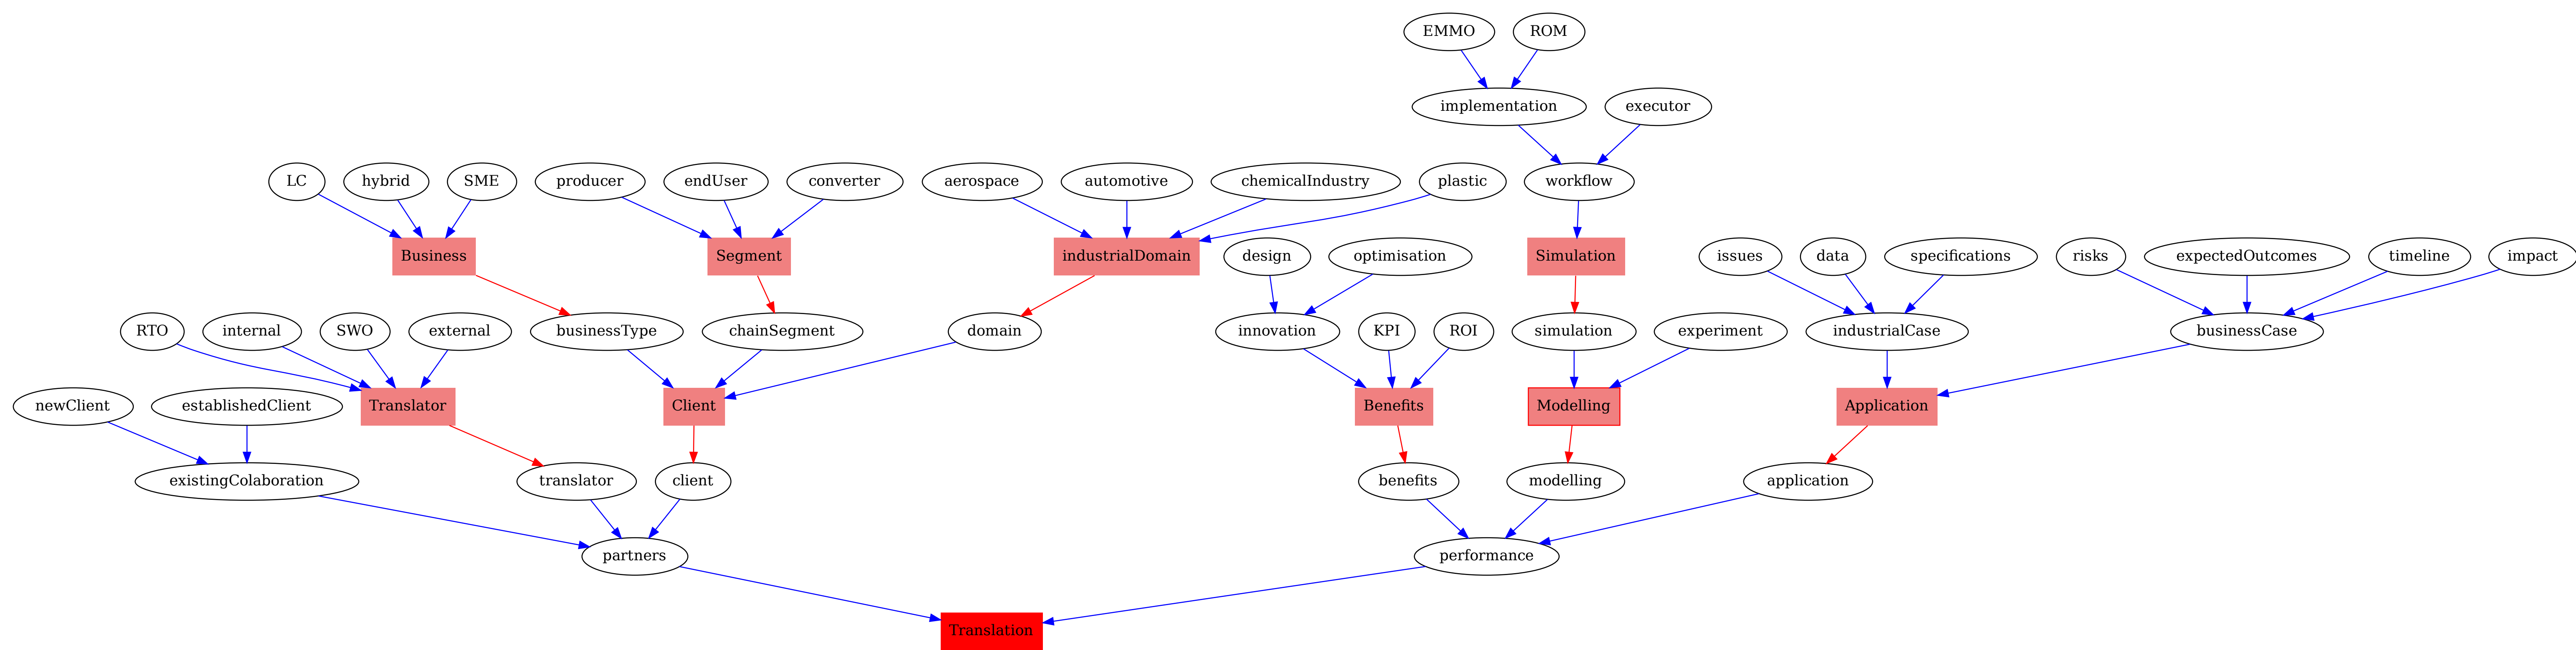 EMMO
ROM
implementation
executor
LC
hybrid
SME
producer
endUser
converter
aerospace
automotive
chemicalIndustry
plastic
workflow
Business
Segment
industrialDomain
design
optimisation
Simulation
issues
data
specifications
risks
expectedOutcomes
timeline
impact
RTO
internal
SWO
external
businessType
chainSegment
domain
innovation
KPI
ROI
simulation
experiment
industrialCase
businessCase
newClient
establishedClient
Translator
Client
Benefits
Modelling
Application
existingColaboration
translator
client
benefits
modelling
application
partners
performance
Translation